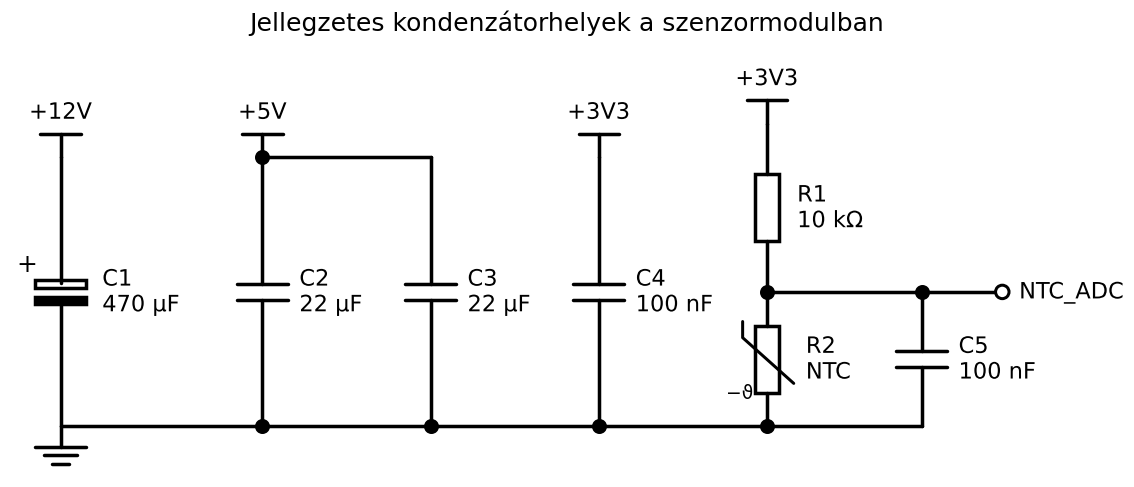 Jellegzetes kondenzátorhelyek a szenzormodulban
+12V
+
C1
470 µF
+5V
C2
22 µF
C3
22 µF
+3V3
C4
100 nF
+3V3
R1
10 kΩ
NTC_ADC
R2
NTC
−ϑ
C5
100 nF